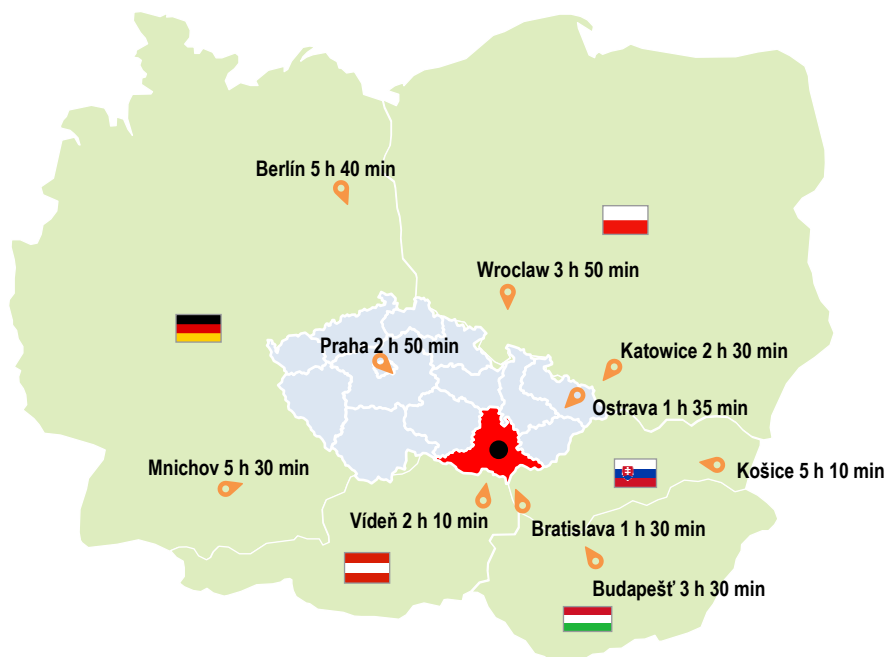 Berlín 5 h 40 min
Wroclaw 3 h 50 min
Praha 2 h 50 min
Katowice 2 h 30 min
Ostrava 1 h 35 min
Mnichov 5 h 30 min
Košice 5 h 10 min
Vídeň 2 h 10 min
Bratislava 1 h 30 min
Budapešť 3 h 30 min